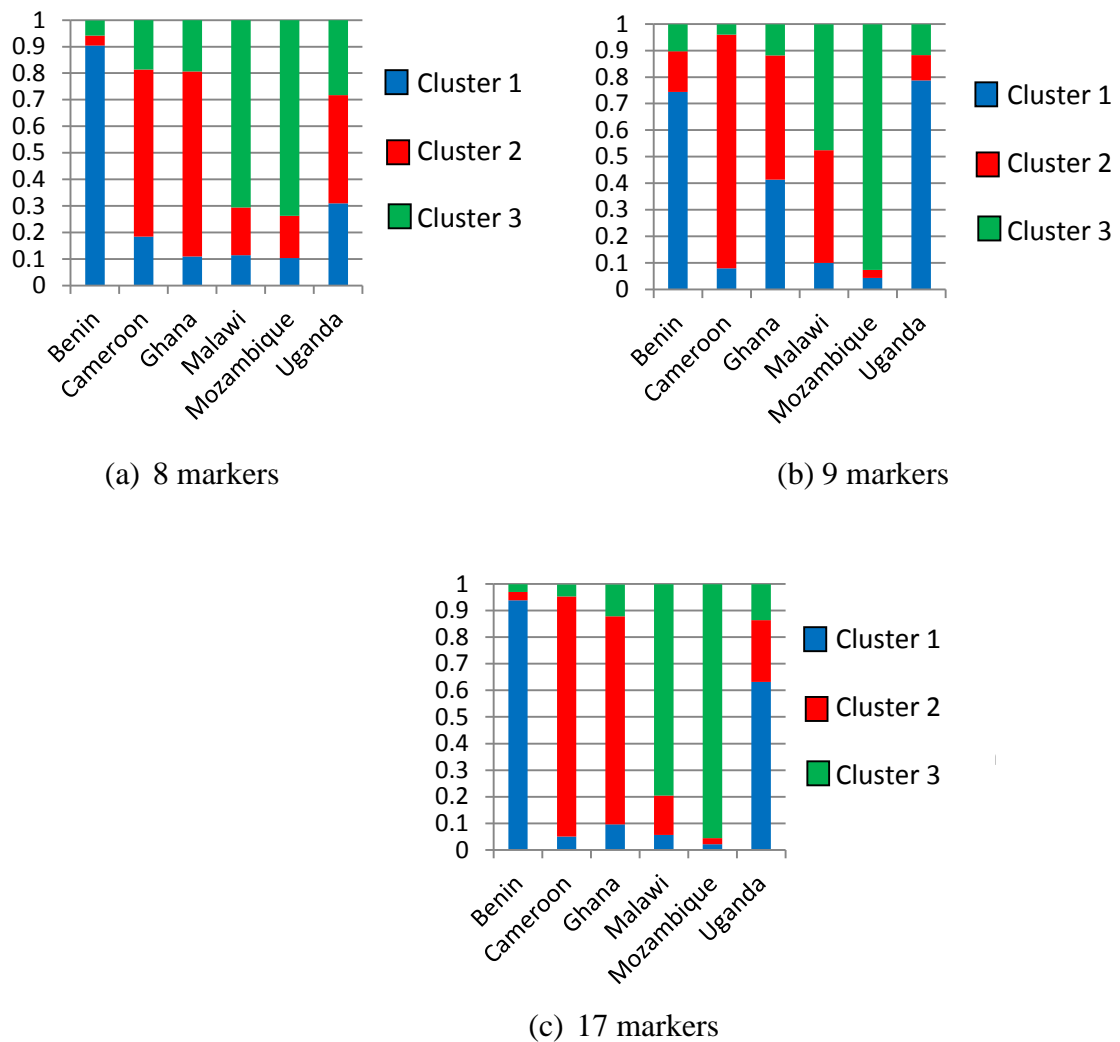 1
0.9
0.8
0.7
0.6
0.5
0.4
0.3
0.2
0.1
0
Benin
Cameroon
Ghana
Malawi
Mozambique
Uganda
Cluster 1
Cluster 2
Cluster 3
(a) 8 markers
1
0.9
0.8
0.7
0.6
0.5
0.4
0.3
0.2
0.1
0
Benin
Cameroon
Ghana
Malawi
Mozambique
Uganda
Cluster 1
Cluster 2
Cluster 3
(b) 9 markers
1
0.9
0.8
0.7
0.6
0.5
0.4
0.3
0.2
0.1
0
Benin
Cameroon
Ghana
Malawi
Mozambique
Uganda
Cluster 1
Cluster 2
Cluster 3
(c) 17 markers